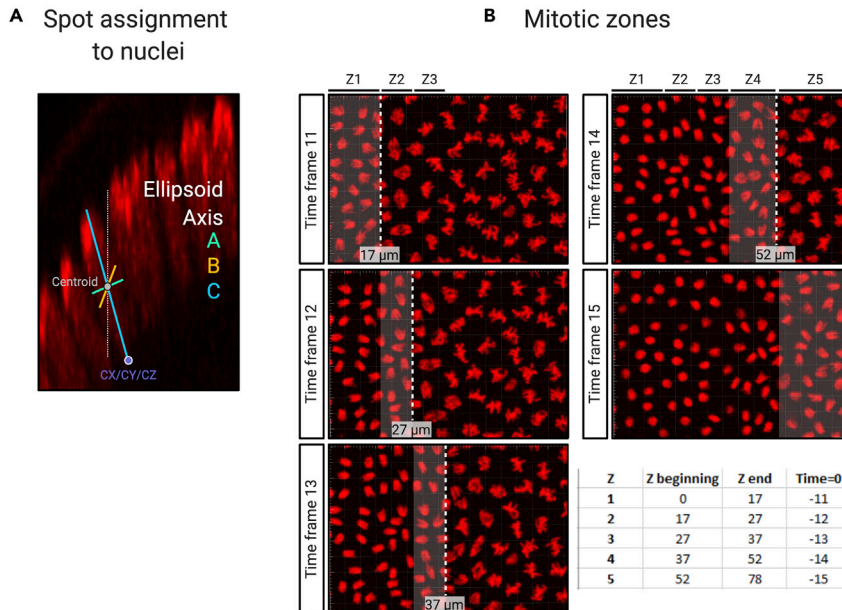 A Spot assignment
to nuclei
Ellipsoid
Axis
A
B
C
Centroid
CX/CY/CZ
B Mitotic zones
Z1 Z2 Z3
Time frame 11
17 µm
Time frame 12
27 µm
Time frame 13
37 µm
Z1 Z2 Z3 Z4 Z5
Time frame 14
52 µm
Time frame 15
Z Z beginning Z end Time=0
1 0 17 -11
2 17 27 -12
3 27 37 -13
4 37 52 -14
5 52 78 -15